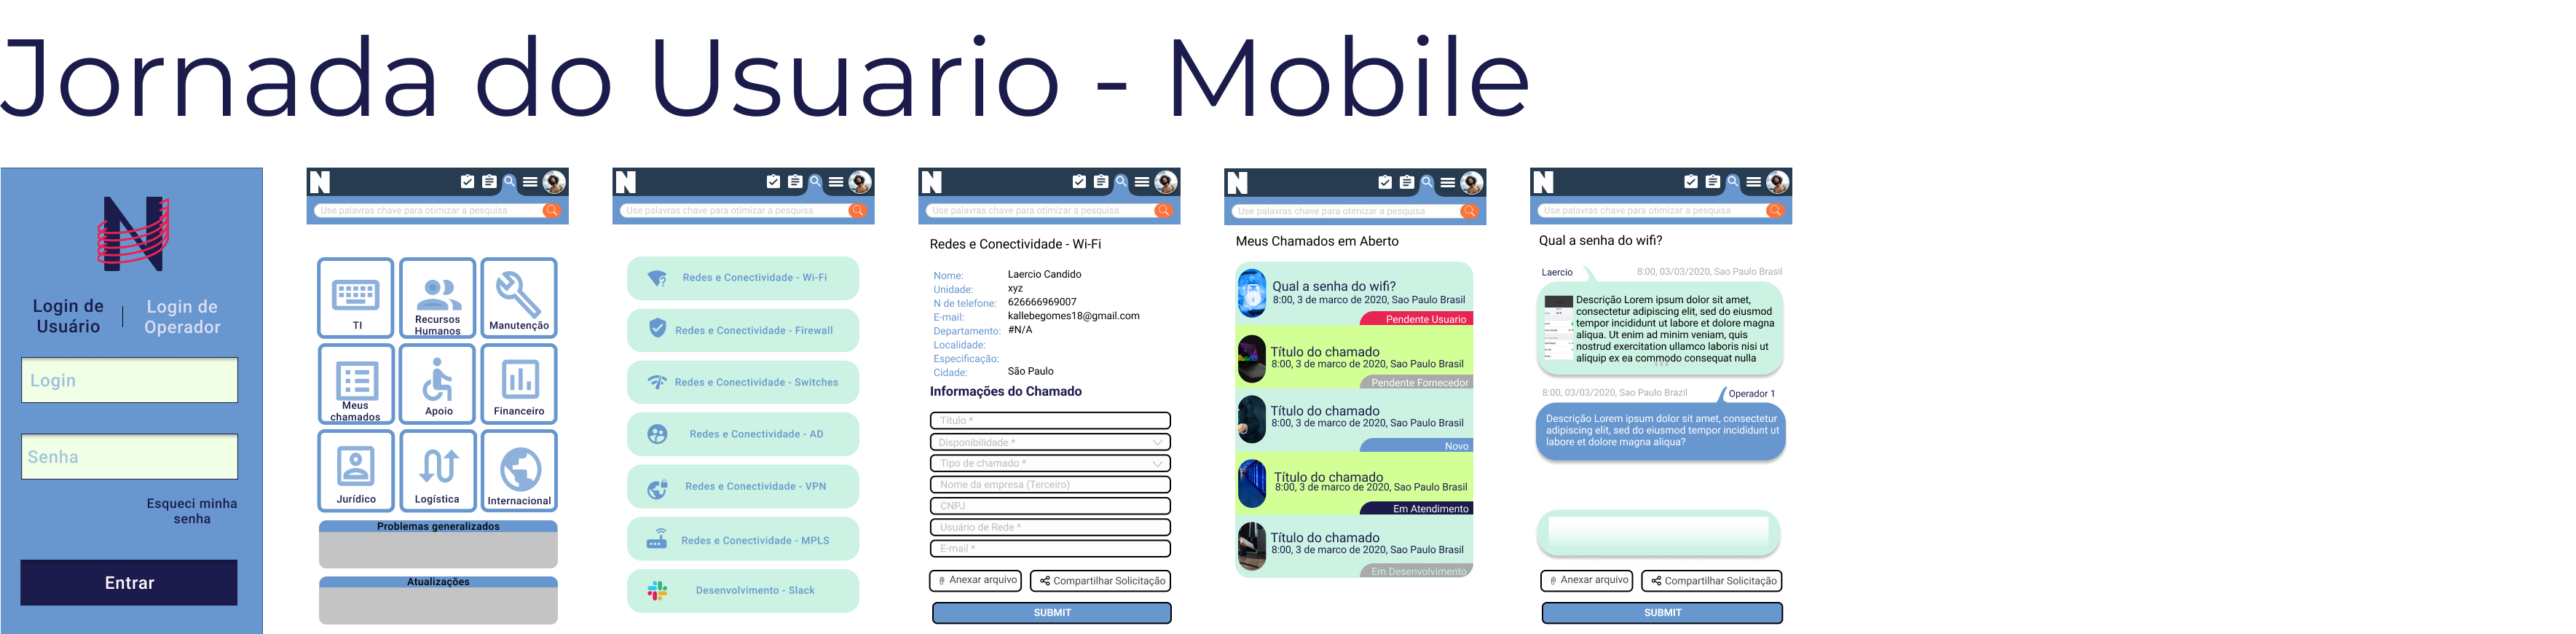 Jornada do Usuario - Mobile
N
Login de
Usuário
Login de
Operador
Login
Senha
Esqueci minha
senha
Entrar
N
Use palavras chave para otimizar a pesquisa
TI
Recursos
Humanos
Manutenção
Meus
chamados
Apoio
Financeiro
Jurídico
Logística
Internacional
Problemas generalizados
Atualizações
N
Use palavras chave para otimizar a pesquisa
Redes e Conectividade - Wi-Fi
Redes e Conectividade - Firewall
Redes e Conectividade - Switches
Redes e Conectividade - AD
Redes e Conectividade - VPN
Redes e Conectividade - MPLS
Desenvolvimento - Slack
N
Use palavras chave para otimizar a pesquisa
Redes e Conectividade - Wi-Fi
Nome: Laercio Candido
Unidade: xyz
N de telefone: 626666969007
E-mail: kallebegomes18@gmail.com
Departamento: #N/A
Localidade:
Especificação:
Cidade: São Paulo
Informações do Chamado
Título *
Disponibilidade *
Tipo de chamado *
Nome da empresa (Terceiro)
CNPJ
Usuário de Rede *
E-mail *
Anexar arquivo
Compartilhar Solicitação
SUBMIT
N
Use palavras chave para otimizar a pesquisa
Meus Chamados em Aberto
Qual a senha do wifi?
8:00, 3 de marco de 2020, Sao Paulo Brasil
Pendente Usuario
Título do chamado
8:00, 3 de marco de 2020, Sao Paulo Brasil
Pendente Fornecedor
Título do chamado
8:00, 3 de marco de 2020, Sao Paulo Brasil
Novo
Título do chamado
8:00, 3 de marco de 2020, Sao Paulo Brasil
Em Atendimento
Título do chamado
8:00, 3 de marco de 2020, Sao Paulo Brasil
Em Desenvolvimento
N
Use palavras chave para otimizar a pesquisa
Qual a senha do wifi?
Laercio
8:00, 03/03/2020, Sao Paulo Brasil
Descrição Lorem ipsum dolor sit amet,
consectetur adipiscing elit, sed do eiusmod
tempor incididunt ut labore et dolore magna
aliqua. Ut enim ad minim veniam, quis
nostrud exercitation ullamco laboris nisi ut
aliquip ex ea commodo consequat nulla
8:00, 03/03/2020, Sao Paulo Brazil
Operador 1
Descrição Lorem ipsum dolor sit amet, consectetur
adipiscing elit, sed do eiusmod tempor incididunt ut
labore et dolore magna aliqua?
Anexar arquivo
Compartilhar Solicitação
SUBMIT